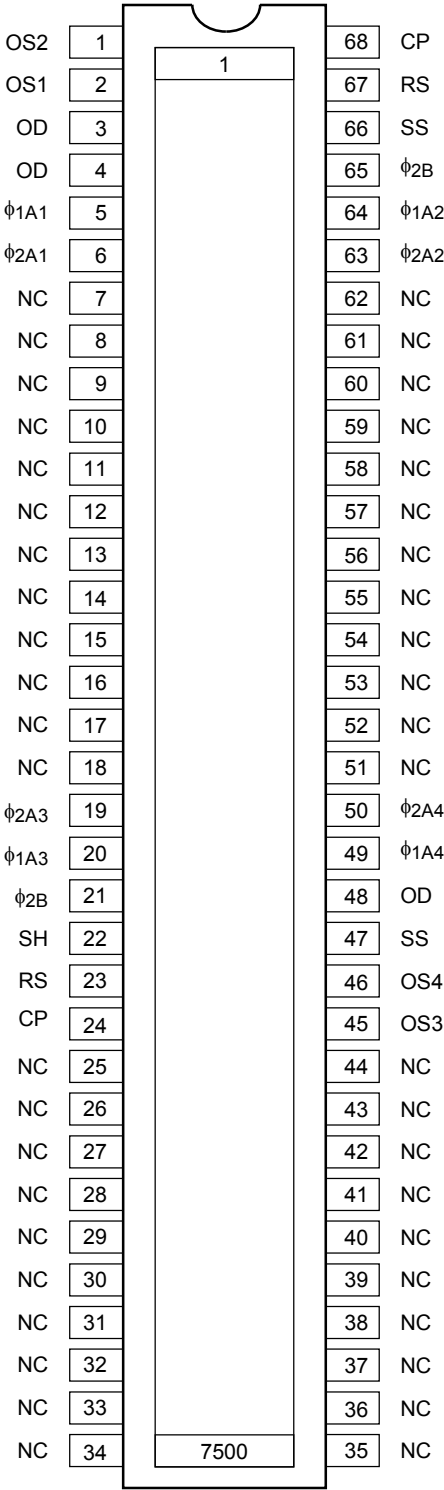 OS2 1 68 CP
1
OS1 2 67 RS
OD 3 66 SS
OD 4 65 ϕ2B
ϕ1A1 5 64 ϕ1A2
ϕ2A1 6 63 ϕ2A2
NC 7 62 NC
NC 8 61 NC
NC 9 60 NC
NC 10 59 NC
NC 11 58 NC
NC 12 57 NC
NC 13 56 NC
NC 14 55 NC
NC 15 54 NC
NC 16 53 NC
NC 17 52 NC
NC 18 51 NC
ϕ2A3 19 50 ϕ2A4
ϕ1A3 20 49 ϕ1A4
ϕ2B 21 48 OD
SH 22 47 SS
RS 23 46 OS4
CP 24 45 OS3
NC 25 44 NC
NC 26 43 NC
NC 27 42 NC
NC 28 41 NC
NC 29 40 NC
NC 30 39 NC
NC 31 38 NC
NC 32 37 NC
NC 33 36 NC
NC 34 7500 35 NC